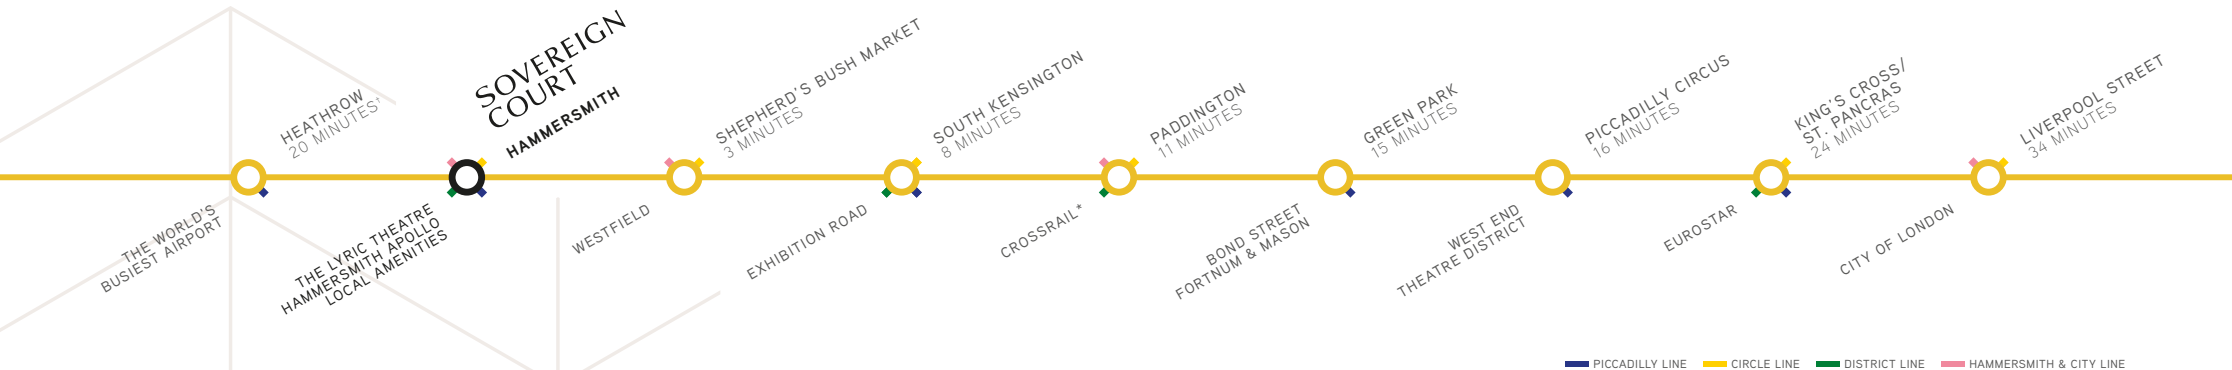 HEATHROW
20 MINUTES†
SOVEREIGN
COURT
HAMMERSMITH
SHEPHERD'S BUSH MARKET
3 MINUTES
SOUTH KENSINGTON
8 MINUTES
PADDINGTON
11 MINUTES
GREEN PARK
15 MINUTES
PICCADILLY CIRCUS
16 MINUTES
KING'S CROSS/
ST. PANCRAS
24 MINUTES
LIVERPOOL STREET
34 MINUTES
THE WORLD'S
BUSIEST AIRPORT
THE LYRIC THEATRE
HAMMERSMITH APOLLO
LOCAL AMENITIES
WESTFIELD
EXHIBITION ROAD
CROSSRAIL*
BOND STREET
FORTNUM & MASON
WEST END
THEATRE DISTRICT
EUROSTAR
CITY OF LONDON
PICCADILLY LINE
CIRCLE LINE
DISTRICT LINE
HAMMERSMITH & CITY LINE